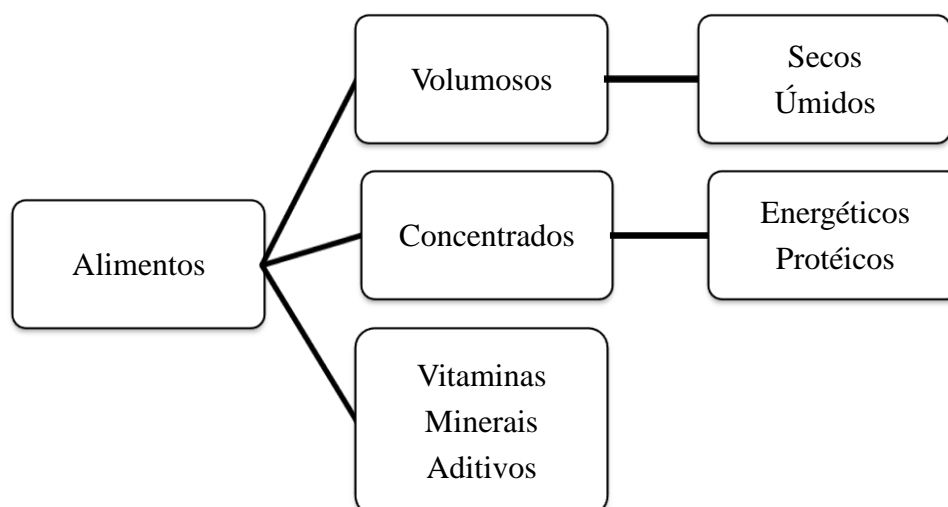 Alimentos
Volumosos
Secos
Úmidos
Concentrados
Energéticos
Protéicos
Vitaminas
Minerais
Aditivos